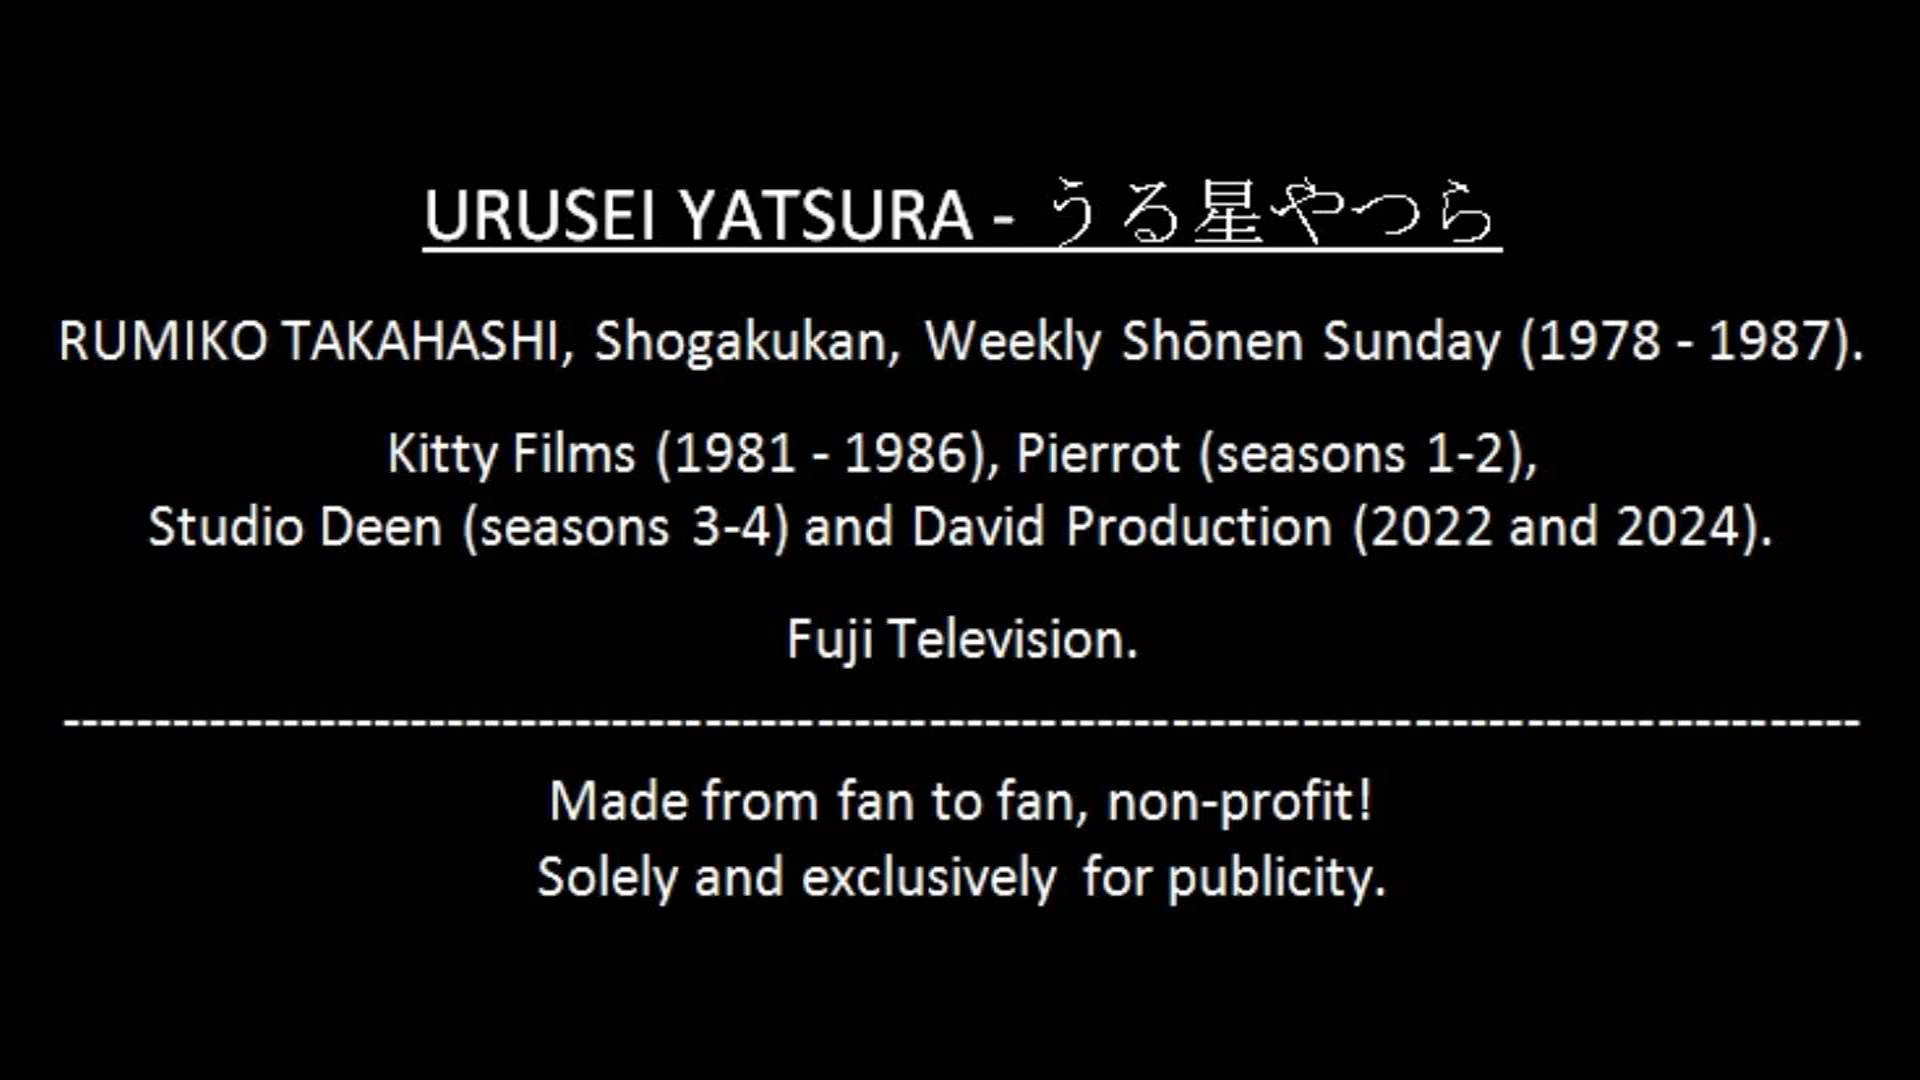 URUSEI YATSURA - うる星やつら
RUMIKO TAKAHASHI, Shogakukan, Weekly Shōnen Sunday (1978 - 1987).
Kitty Films (1981 - 1986), Pierrot (seasons 1-2),
Studio Deen (seasons 3-4) and David Production (2022 and 2024).
Fuji Television.
-------------------------------------------------------------------------------------------------
Made from fan to fan, non-profit!
Solely and exclusively for publicity.